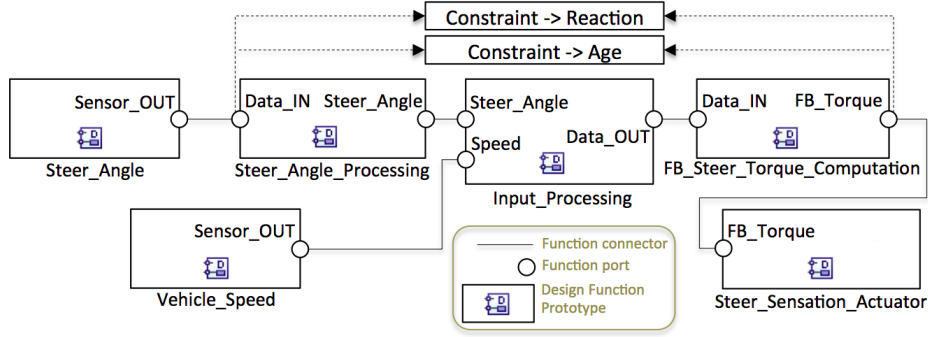 Constraint -> Reaction
Constraint -> Age
Sensor_OUT
D
Steer_Angle
Data_IN Steer_Angle
D
Steer_Angle_Processing
Steer_Angle
Speed
Data_OUT
D
Input_Processing
Data_IN FB_Torque
D
FB_Steer_Torque_Computation
Sensor_OUT
D
Vehicle_Speed
Function connector
Function port
D
Design Function
Prototype
FB_Torque
D
Steer_Sensation_Actuator